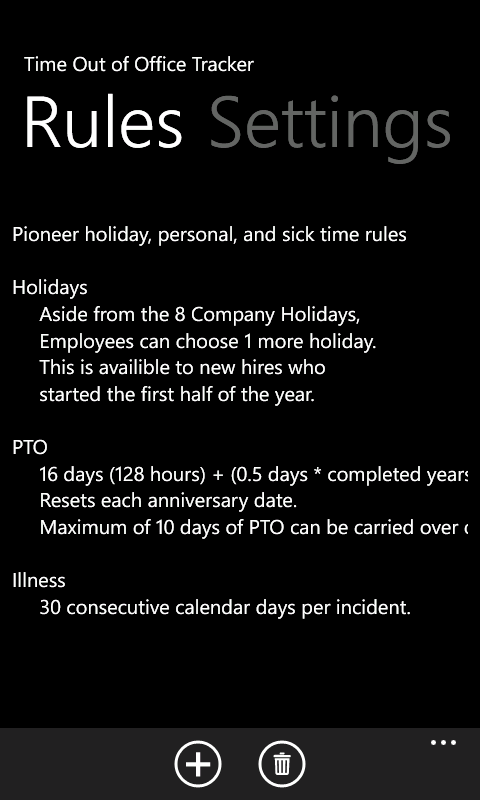 Time Out of Office Tracker
Rules Settings
Pioneer holiday, personal, and sick time rules
Holidays
Aside from the 8 Company Holidays,
Employees can choose 1 more holiday.
This is availible to new hires who
started the first half of the year.
PTO
16 days (128 hours) + (0.5 days * completed years
Resets each anniversary date.
Maximum of 10 days of PTO can be carried over
Illness
30 consecutive calendar days per incident.